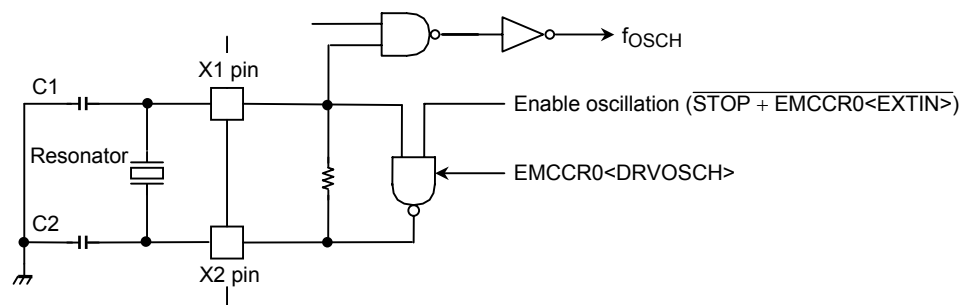 fOSCH
X1 pin
C1
Enable oscillation (STOP + EMCCR0<EXTIN>)
Resonator
EMCCR0<DRVOSCH>
C2
X2 pin